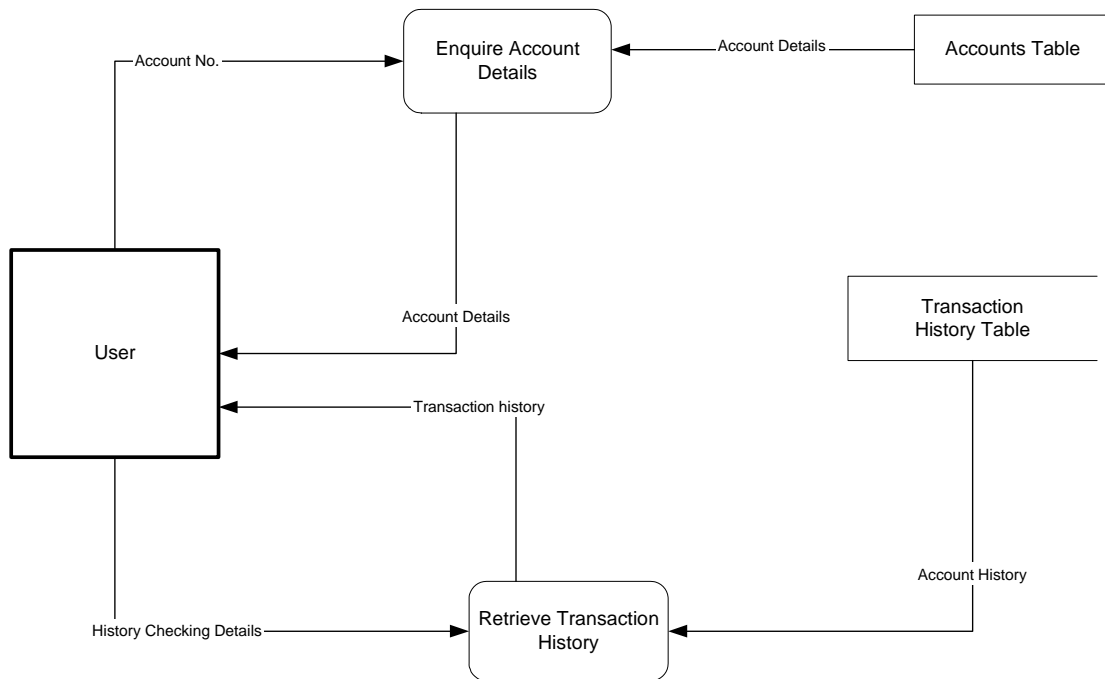 Enquire Account
Details
Account Details
Accounts Table
Account No.
User
Account Details
Transaction
History Table
Transaction history
Account History
Retrieve Transaction
History
History Checking Details